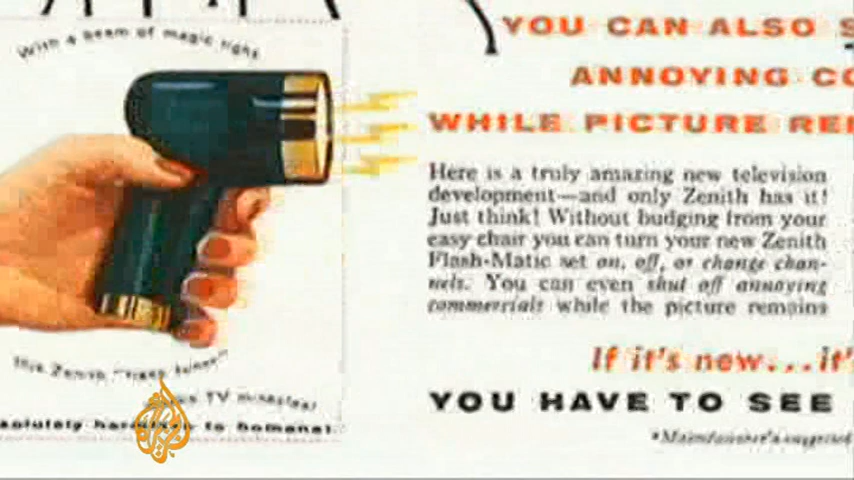 With a beam of magic light
YOU CAN ALSO
ANNOYING
WHILE PICTURE
Here is a truly amazing new television
development—and only Zenith has it!
Just think! Without budging from your
easy chair you can turn your new Zenith
Flash-Matic set on, off, or change chan-
nels. You can even shut off annoying
commercials while the picture remains
this Zenith
TV miracles!
to humans!
If it's new...
YOU HAVE TO SEE